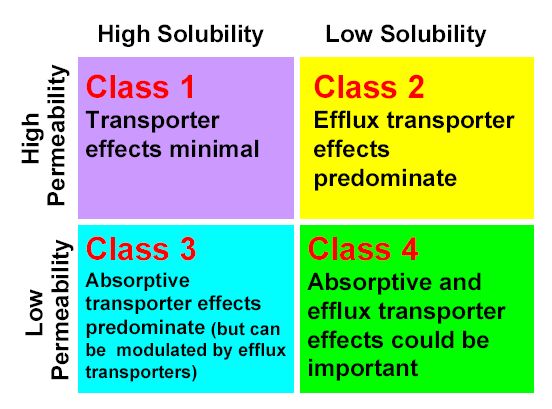 High Solubility
Low Solubility
High
Permeability
Class 1
Transporter
effects minimal
Class 2
Efflux transporter
effects
predominate
Low
Permeability
Class 3
Absorptive
transporter effects
predominate (but can
be modulated by efflux
transporters)
Class 4
Absorptive and
efflux transporter
effects could be
important